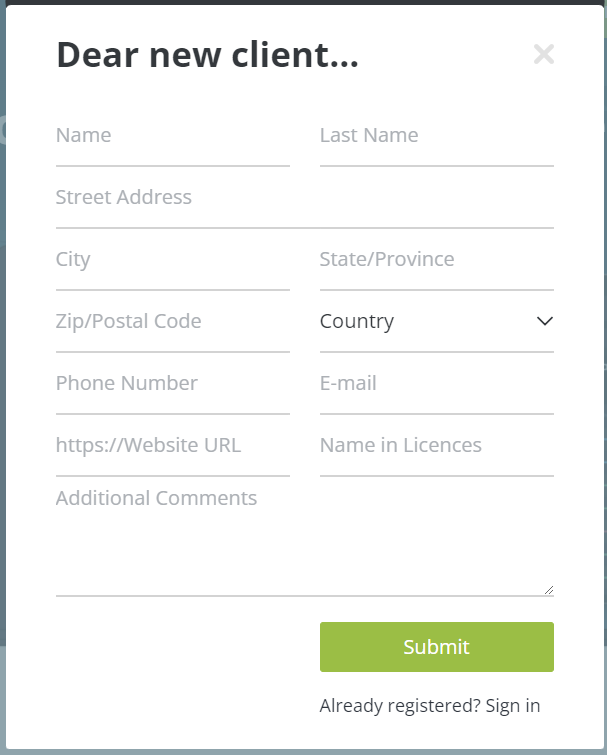 Dear new client...
Name Last Name
Street Address
City State/Province
Zip/Postal Code Country
Phone Number E-mail
https://Website URL Name in Licences
Additional Comments
Submit
Already registered? Sign in